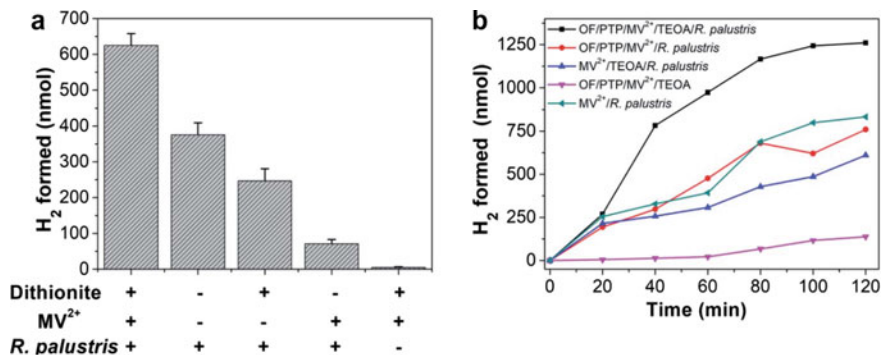 a
H₂ formed (nmol)
700
600
500
400
300
200
100
0
Dithionite + - + - +
MV²⁺ + - - + +
R. palustris + + + + -
b
H₂ formed (nmol)
1250
1000
750
500
250
0
OF/PTP/MV²⁺/TEOA/R. palustris
OF/PTP/MV²⁺/R. palustris
MV²⁺/TEOA/R. palustris
OF/PTP/MV²⁺/TEOA
MV²⁺/R. palustris
0 20 40 60 80 100 120
Time (min)